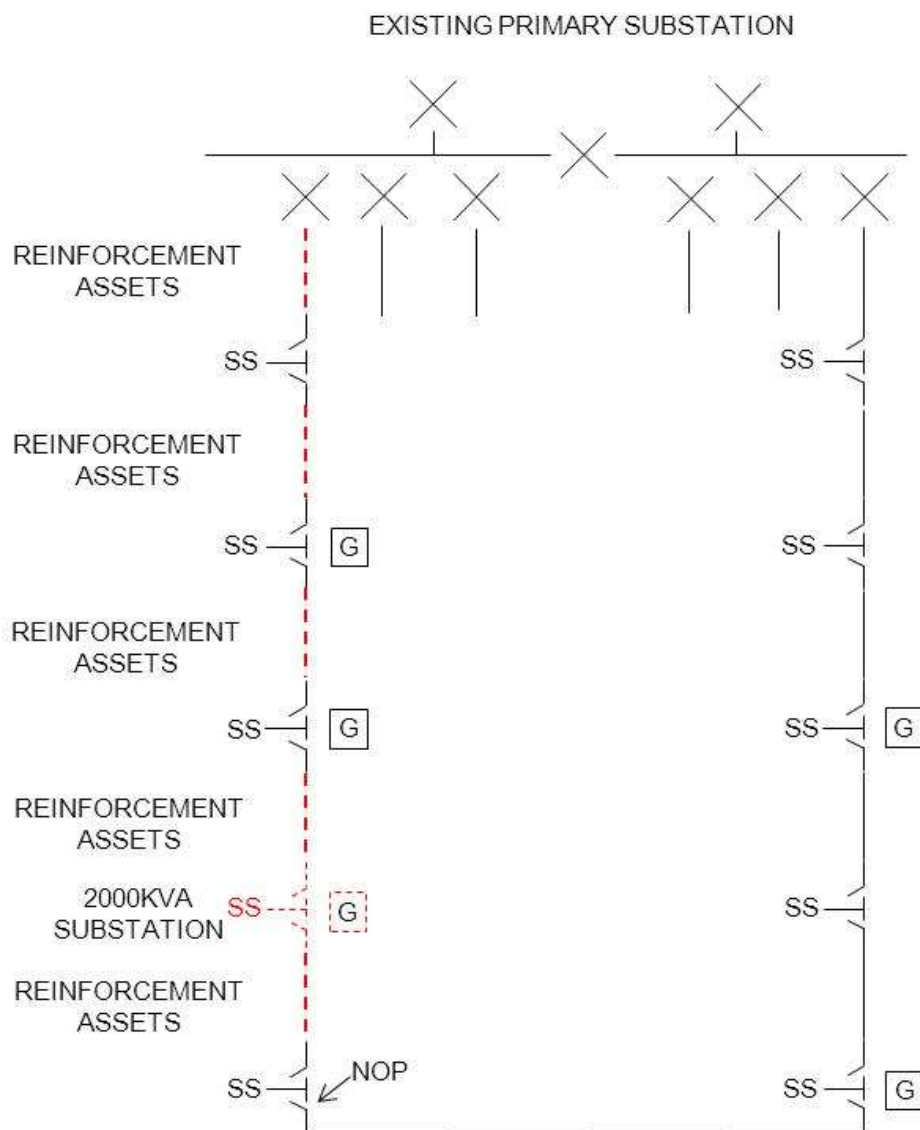 EXISTING PRIMARY SUBSTATION
REINFORCEMENT
ASSETS
SS
SS
REINFORCEMENT
ASSETS
SS
G
SS
REINFORCEMENT
ASSETS
SS
G
SS
G
REINFORCEMENT
ASSETS
2000KVA
SUBSTATION
SS
G
SS
REINFORCEMENT
ASSETS
NOP
SS
SS
G